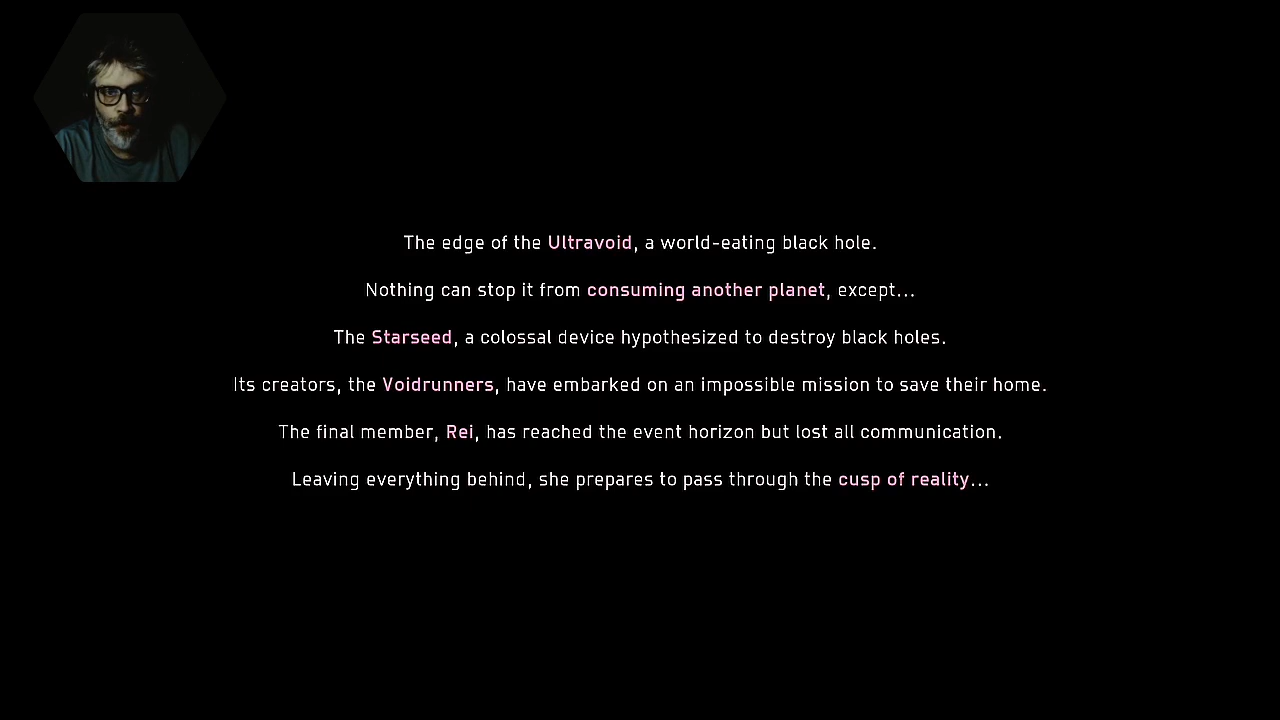 The edge of the Ultravoid, a world-eating black hole.
Nothing can stop it from consuming another planet, except...
The Starseed, a colossal device hypothesized to destroy black holes.
Its creators, the Voidrunners, have embarked on an impossible mission to save their home.
The final member, Rei, has reached the event horizon but lost all communication.
Leaving everything behind, she prepares to pass through the cusp of reality...